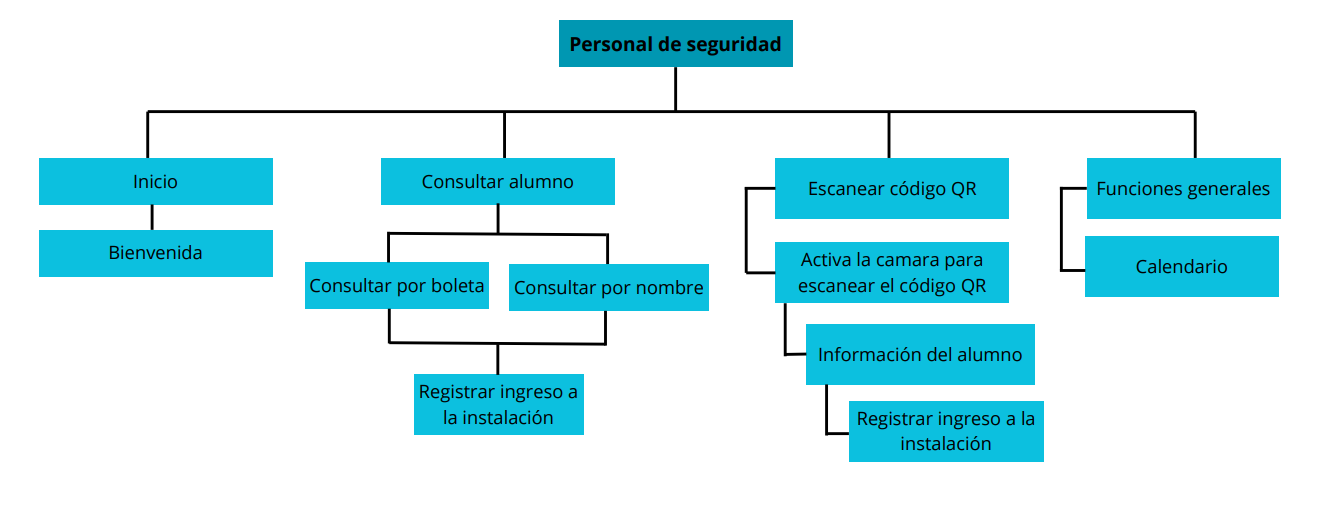 Personal de seguridad
Inicio
Bienvenida
Consultar alumno
Consultar por boleta
Consultar por nombre
Registrar ingreso a
la instalación
Escanear código QR
Activa la camara para
escanear el código QR
Información del alumno
Registrar ingreso a la
instalación
Funciones generales
Calendario